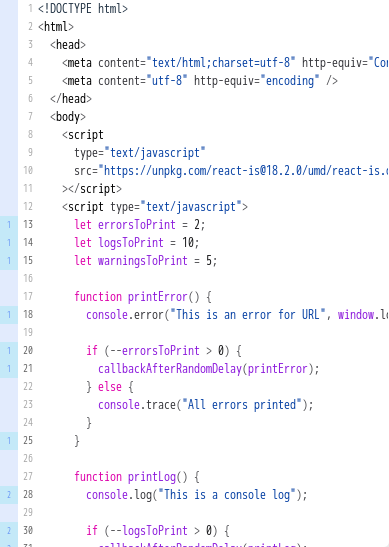 1 <!DOCTYPE html>
2 <html>
3 <head>
4 <meta content="text/html;charset=utf-8" http-equiv="Co
5 <meta content="utf-8" http-equiv="encoding" />
6 </head>
7 <body>
8 <script
9 type="text/javascript"
10 src="https://unpkg.com/react-is@18.2.0/umd/react-is.
11 ></script>
12 <script type="text/javascript">
1 13 let errorsToPrint = 2;
1 14 let logsToPrint = 10;
1 15 let warningsToPrint = 5;
16
17 function printError() {
1 18 console.error("This is an error for URL", window.lo
19
1 20 if (--errorsToPrint > 0) {
1 21 callbackAfterRandomDelay(printError);
22 } else {
23 console.trace("All errors printed");
24 }
1 25 }
26
27 function printLog() {
2 28 console.log("This is a console log");
29
2 30 if (--logsToPrint > 0) {
31 callbackAfterRandomDelay(printLog);